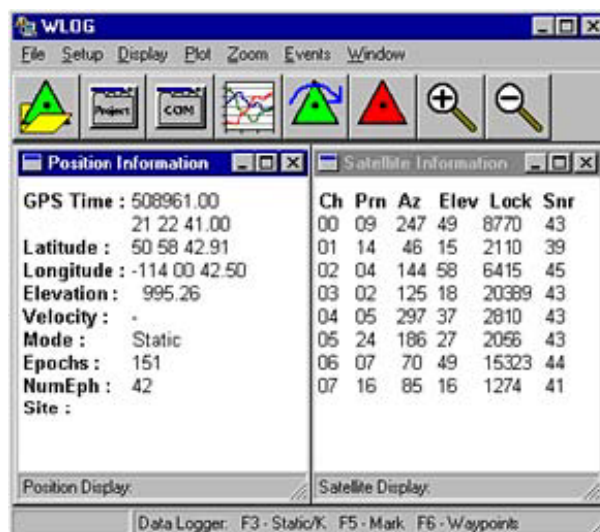 WLOG
File Setup Display Plot Zoom Events Window
Project COM
Position Information
GPS Time : 508961.00
21 22 41.00
Latitude : 50 58 42.91
Longitude : -114 00 42.50
Elevation : 995.26
Velocity : -
Mode : Static
Epochs : 151
NumEph : 42
Site :
Position Display:
Satellite Information
Ch Prn Az Elev Lock Snr
00 09 247 49 8770 43
01 14 46 15 2110 39
02 04 144 58 6415 45
03 02 125 18 20389 43
04 05 297 37 2810 43
05 24 186 27 2056 43
06 07 70 49 15323 44
07 16 85 16 1274 41
Satellite Display:
Data Logger: F3 - Static/K F5 - Mark F6 - Waypoints